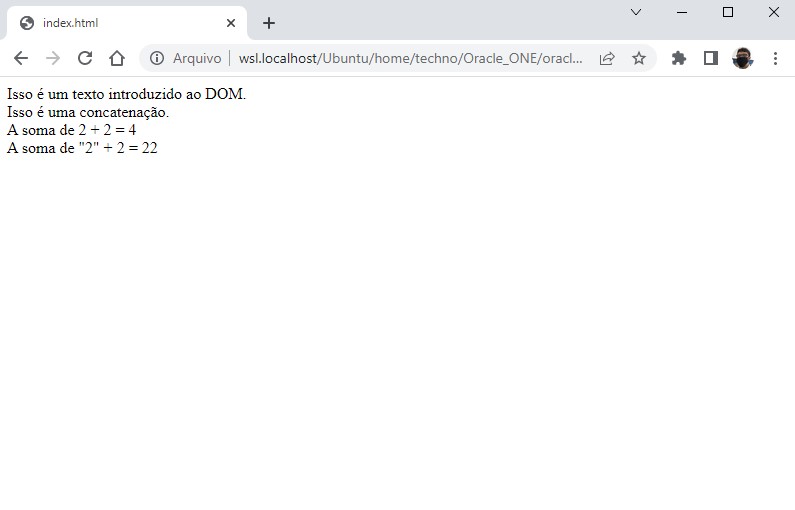 index.html
Arquivo wsl.localhost/Ubuntu/home/techno/Oracle_ONE/oracl...
Isso é um texto introduzido ao DOM.
Isso é uma concatenação.
A soma de 2 + 2 = 4
A soma de "2" + 2 = 22